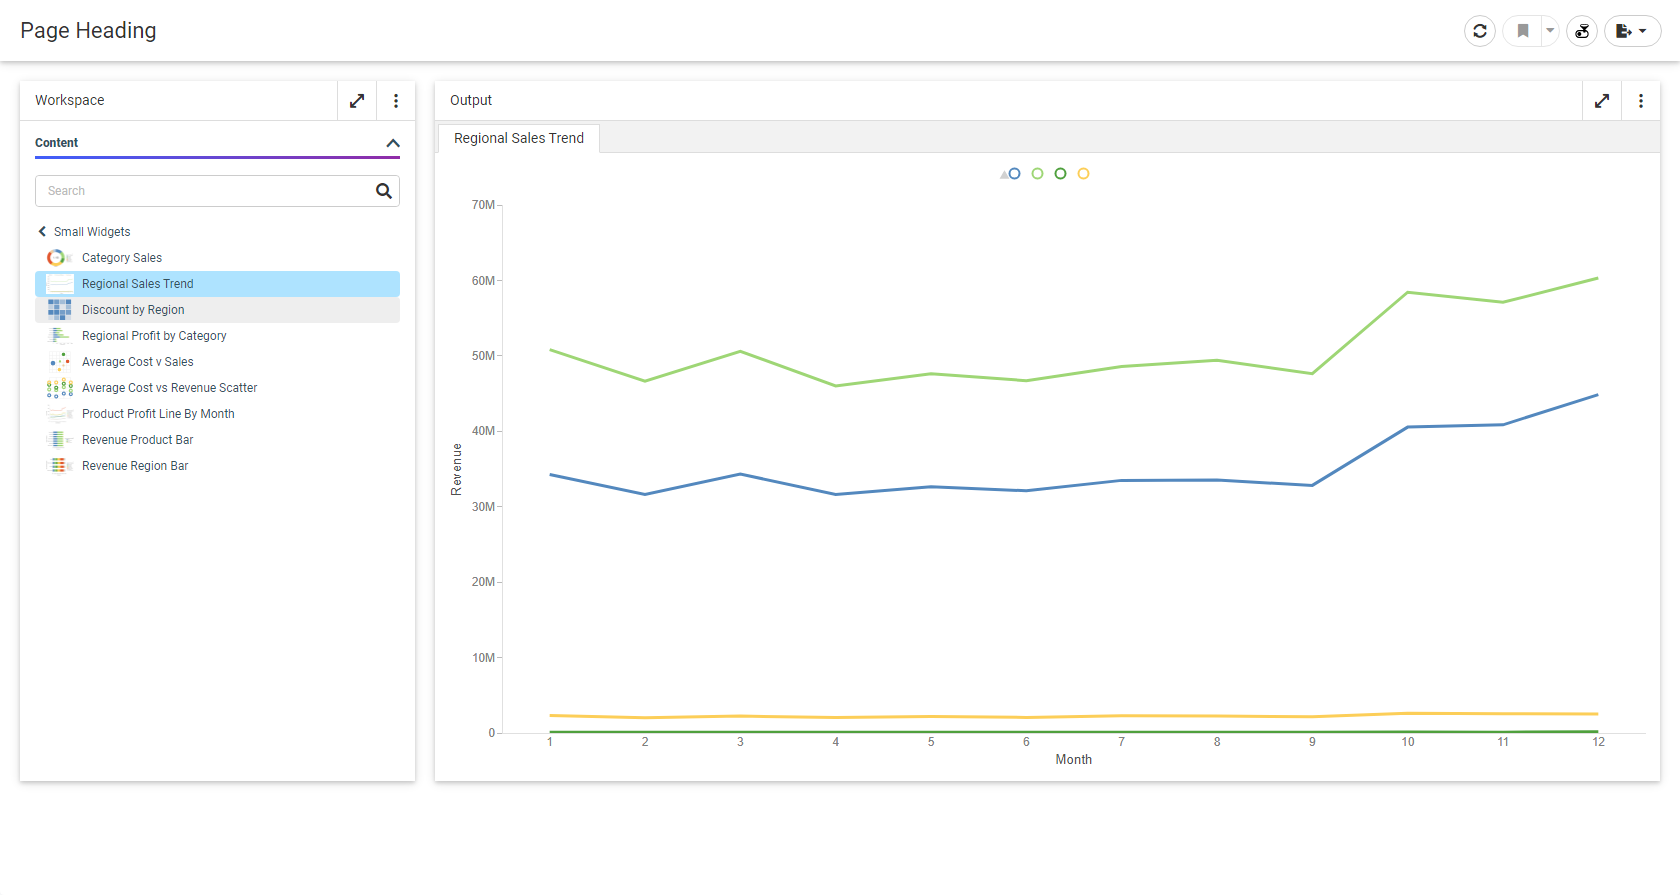 Page Heading
Workspace
Content
Search
Small Widgets
Category Sales
Regional Sales Trend
Discount by Region
Regional Profit by Category
Average Cost v Sales
Average Cost vs Revenue Scatter
Product Profit Line By Month
Revenue Product Bar
Revenue Region Bar
Output
Regional Sales Trend
70M
60M
50M
40M
30M
20M
10M
0
Revenue
1 2 3 4 5 6 7 8 9 10 11 12
Month